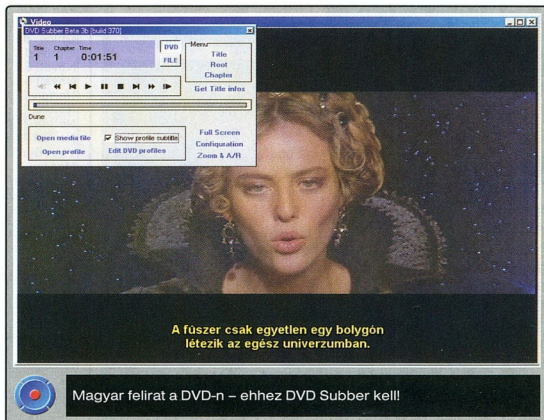 Video
DVD Subber Beta 3b [build 370]
Title Chapter Time
1 1 0:01:51
DVD
FILE
Menu
Title
Root
Chapter
Get Title infos
Dune
Open media file
Show profile subtitle
Open profile
Edit DVD profiles
Full Screen
Configuration
Zoom & A/R
A fűszer csak egyetlen egy bolygón
létezik az egész univerzumban.
Magyar felirat a DVD-n – ehhez DVD Subber kell!